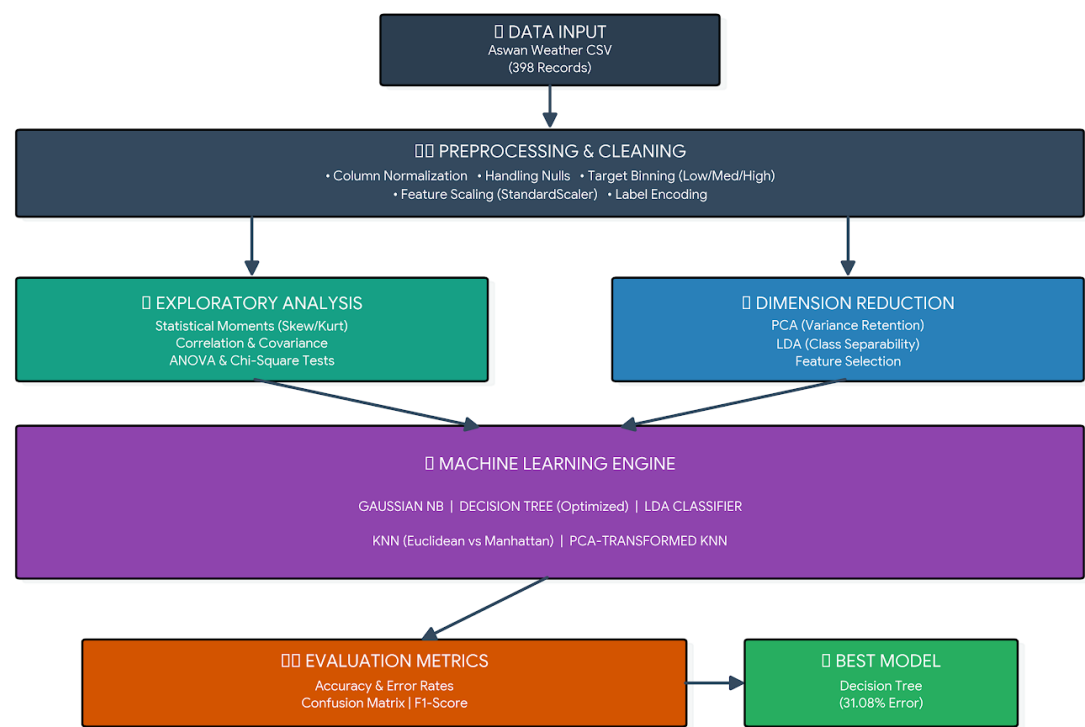 DATA INPUT
Aswan Weather CSV
(398 Records)
PREPROCESSING & CLEANING
• Column Normalization • Handling Nulls • Target Binning (Low/Med/High)
• Feature Scaling (StandardScaler) • Label Encoding
EXPLORATORY ANALYSIS
Statistical Moments (Skew/Kurt)
Correlation & Covariance
ANOVA & Chi-Square Tests
DIMENSION REDUCTION
PCA (Variance Retention)
LDA (Class Separability)
Feature Selection
MACHINE LEARNING ENGINE
GAUSSIAN NB | DECISION TREE (Optimized) | LDA CLASSIFIER
KNN (Euclidean vs Manhattan) | PCA-TRANSFORMED KNN
EVALUATION METRICS
Accuracy & Error Rates
Confusion Matrix | F1-Score
BEST MODEL
Decision Tree
(31.08% Error)